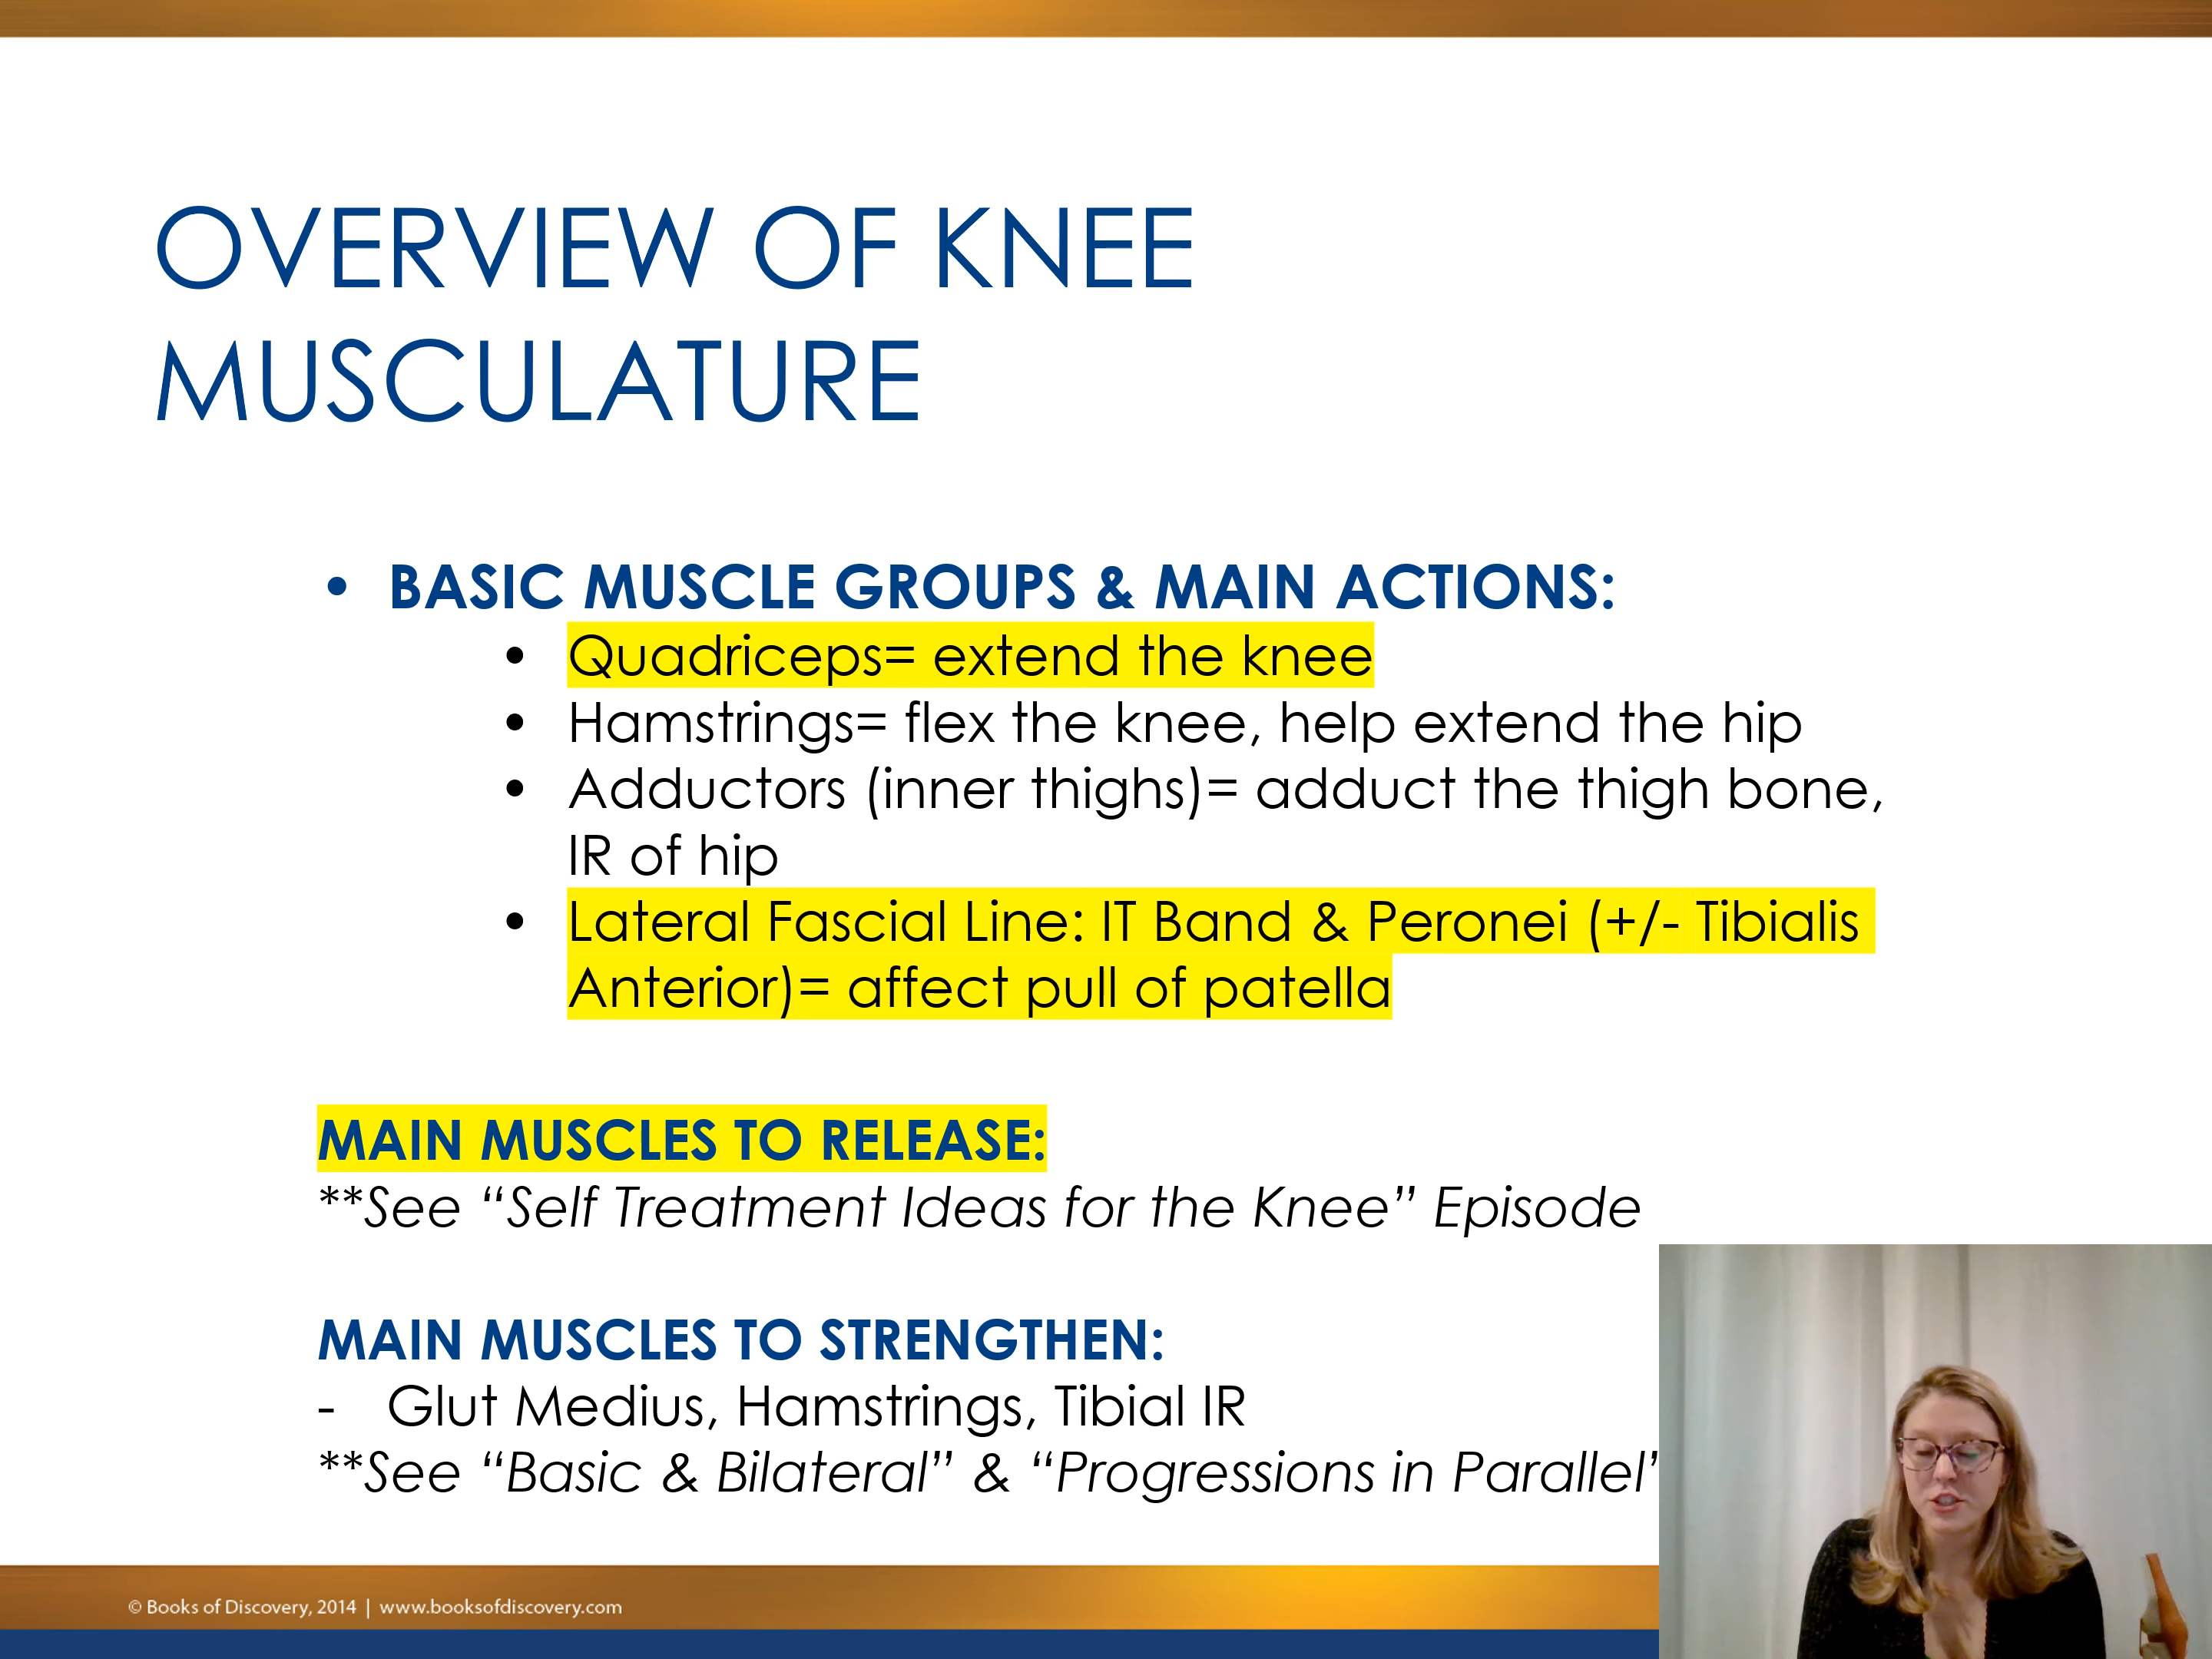 OVERVIEW OF KNEE
MUSCULATURE
• BASIC MUSCLE GROUPS & MAIN ACTIONS:
• Quadriceps= extend the knee
• Hamstrings= flex the knee, help extend the hip
• Adductors (inner thighs)= adduct the thigh bone,
IR of hip
• Lateral Fascial Line: IT Band & Peronei (+/- Tibialis
Anterior)= affect pull of patella
MAIN MUSCLES TO RELEASE:
**See “Self Treatment Ideas for the Knee” Episode
MAIN MUSCLES TO STRENGTHEN:
- Glut Medius, Hamstrings, Tibial IR
**See “Basic & Bilateral” & “Progressions in Parallel”
© Books of Discovery, 2014 | www.booksofdiscovery.com